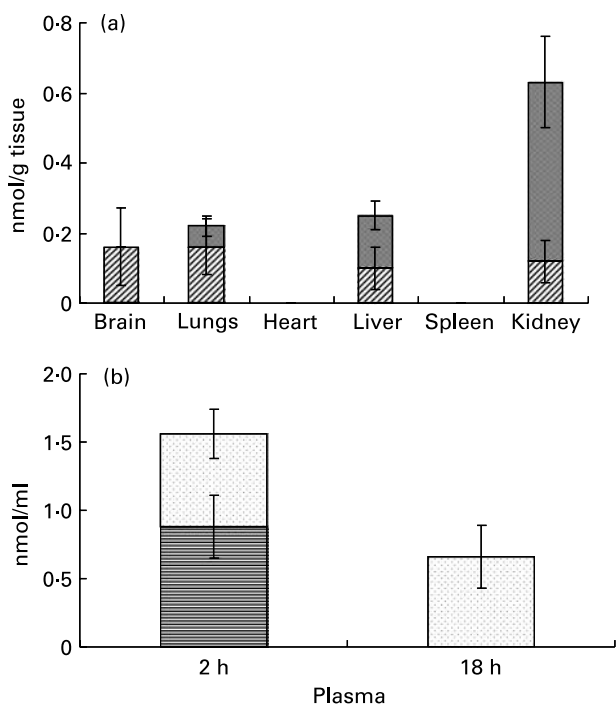 (a)
0·8
0·6
0·4
0·2
0
nmol/g tissue
Brain Lungs Heart Liver Spleen Kidney
(b)
2·0
1·5
1·0
0·5
0
nmol/ml
2 h 18 h
Plasma